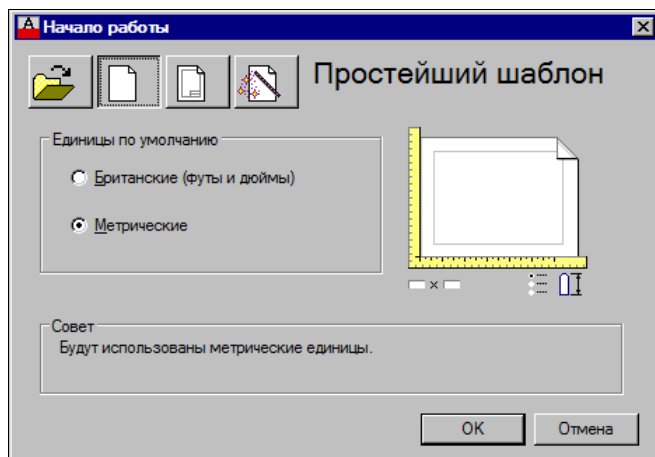 Начало работы
Простейший шаблон
Единицы по умолчанию
Британские (футы и дюймы)
Метрические
Совет
Будут использованы метрические единицы.
OK
Отмена